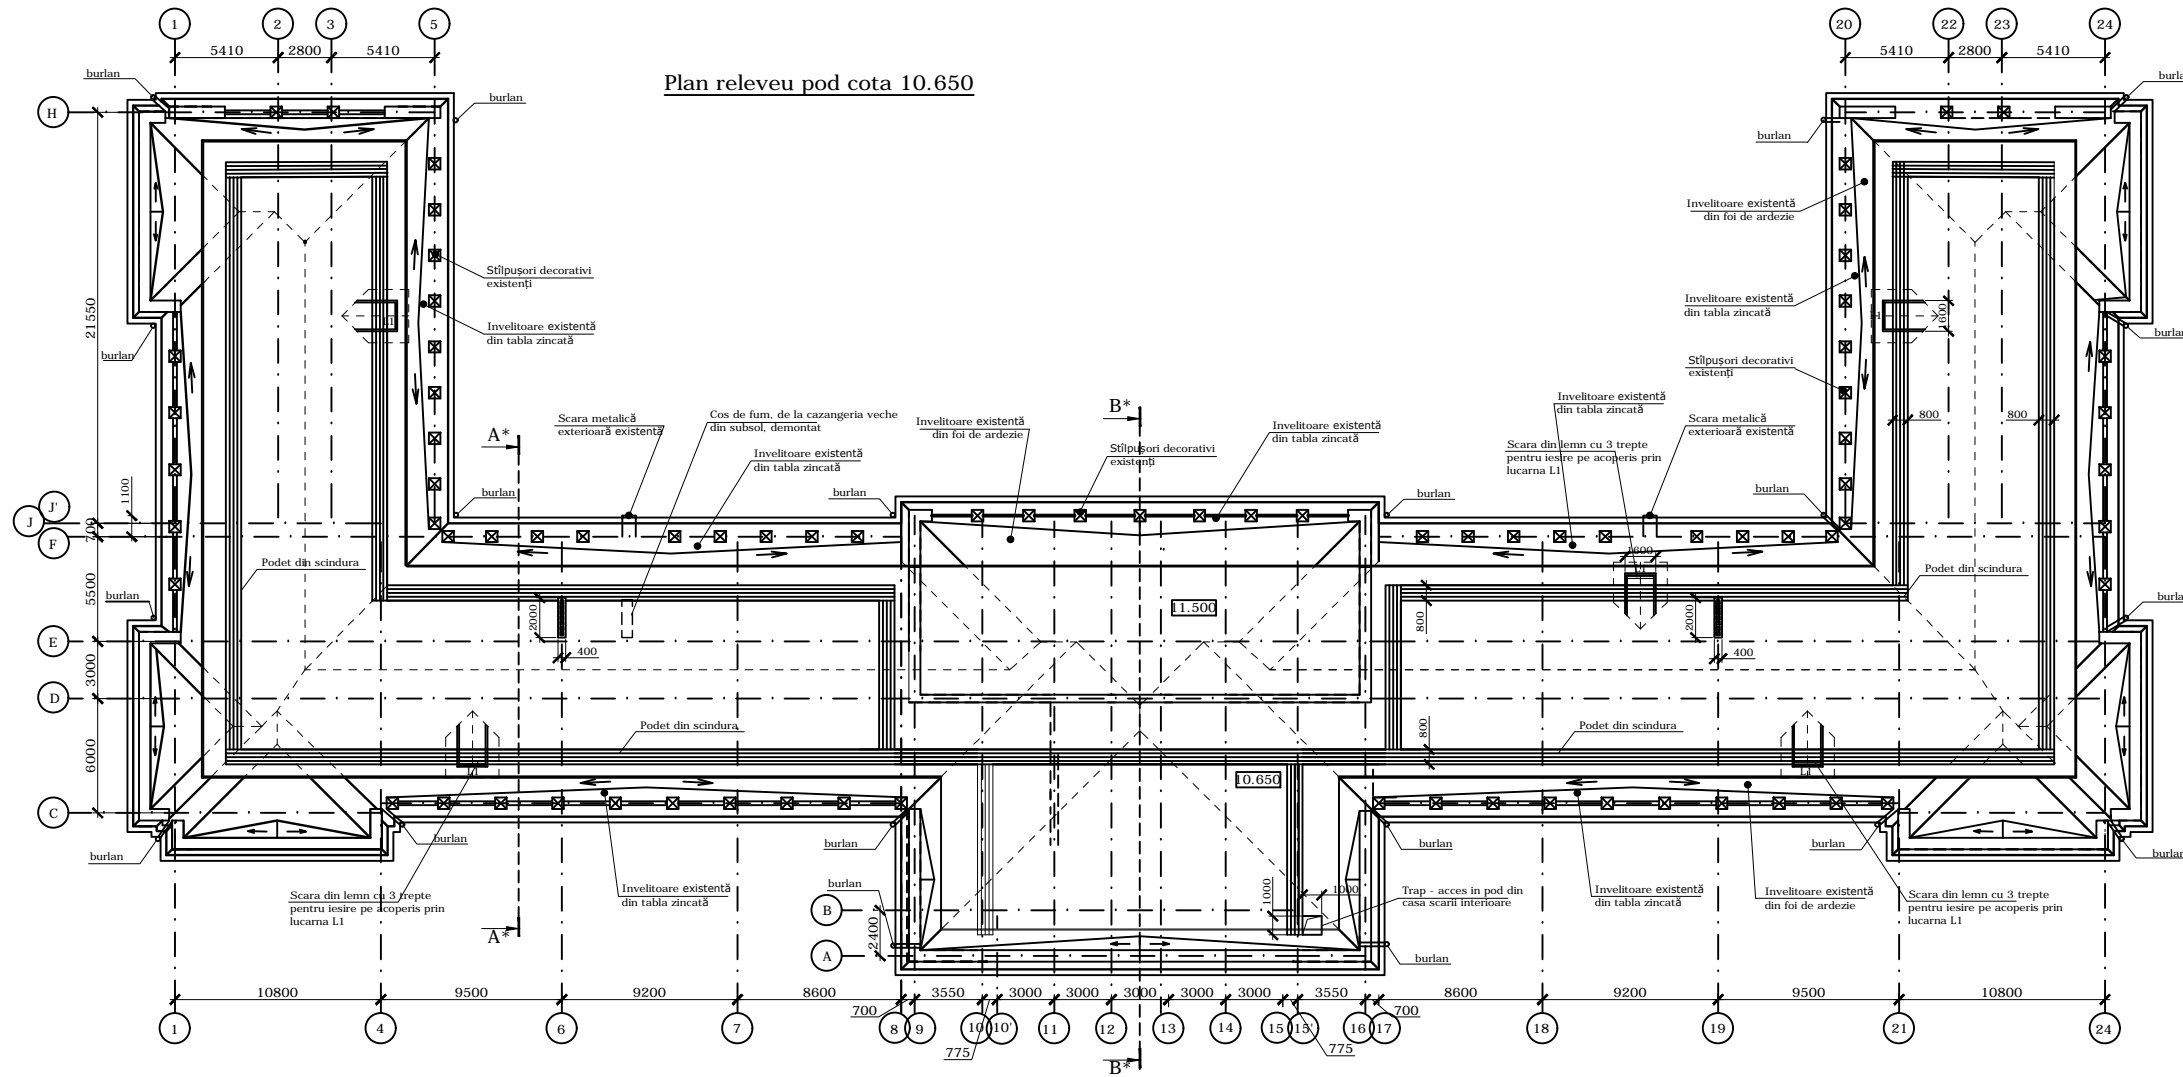 1 2 3 5
20 22 23 24
5410 2800 5410
5410 2800 5410
Plan releveu pod cota 10.650
burlan
burlan
burlan
H
burlan
Invelitoare existentă
din foi de ardezie
Stîlpușori decorativi
existenți
Invelitoare existentă
din tabla zincată
L1
Invelitoare existentă
din tabla zincată
1600
21550
burlan
Stîlpușori decorativi
existenți
Scara metalică
exterioară existentă
Cos de fum, de la cazangeria veche
din subsol, demontat
Invelitoare existentă
din foi de ardezie
B*
Stîlpușori decorativi
existenți
Invelitoare existentă
din tabla zincată
Invelitoare existentă
din tabla zincată
Scara metalică
exterioară existentă
800 800
A*
Invelitoare existentă
din tabla zincată
Scara din lemn cu 3 trepte
pentru iesire pe acoperis prin
lucarna L1
burlan
burlan
burlan
burlan
1100
J'
J
700
F
1600
Podet din scindura
Podet din scindura
5500
burlan
2000
400
11.500
800
2000
400
E
3000
D
6000
Podet din scindura
800
Podet din scindura
L1
10.650
L1
C
burlan
burlan
burlan
burlan
burlan
Scara din lemn cu 3 trepte
pentru iesire pe acoperis prin
lucarna L1
Invelitoare existentă
din tabla zincată
burlan
1000
1000
Trap - acces in pod din
casa scarii interioare
Invelitoare existentă
din tabla zincată
Invelitoare existentă
din foi de ardezie
Scara din lemn cu 3 trepte
pentru iesire pe acoperis prin
lucarna L1
B
2400
A
A*
burlan
10800 9500 9200 8600 700 3550 3000 3000 3000 3000 3000 3550 700 8600 9200 9500 10800
1 4 6 7 8 9 10 10' 11 12 13 14 15 15' 16 17 18 19 21 24
775
775
B*